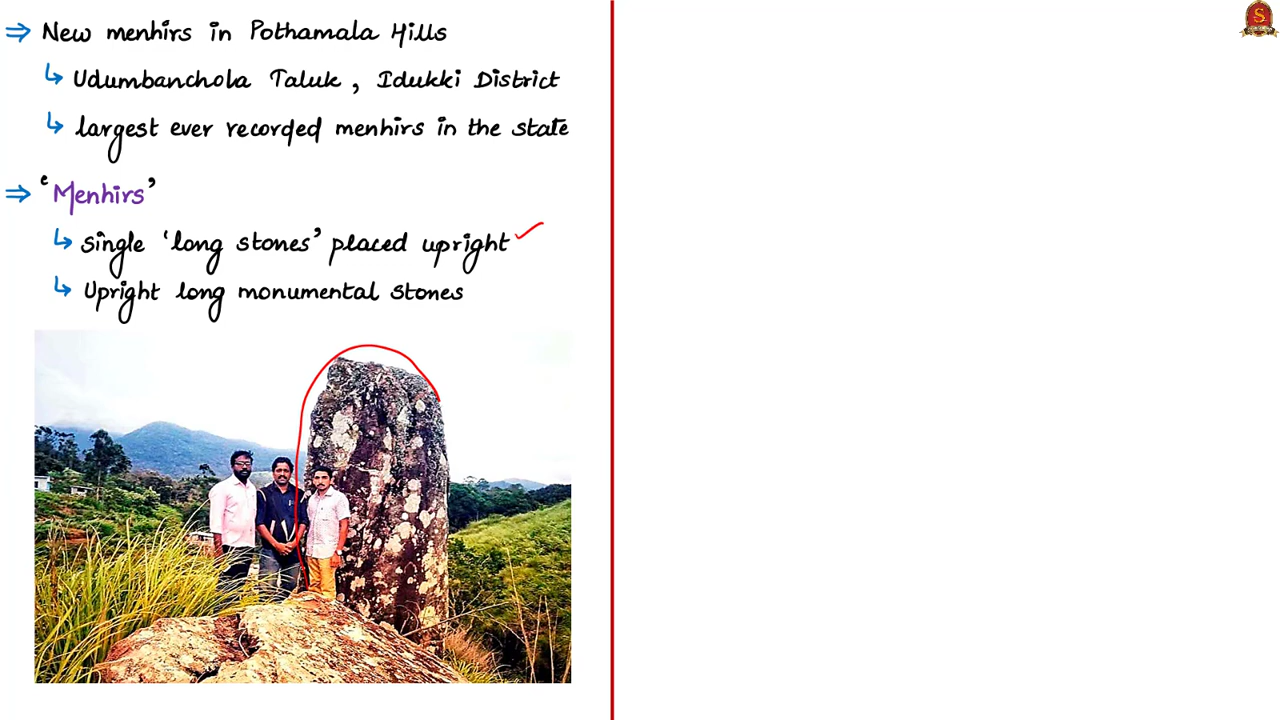 ⇒ New menhirs in Pothamala Hills
↳ Udumbanchola Taluk, Idukki District
↳ largest ever recorded menhirs in the state
⇒ 'Menhirs'
↳ single 'long stones' placed upright ✓
↳ Upright long monumental stones
S